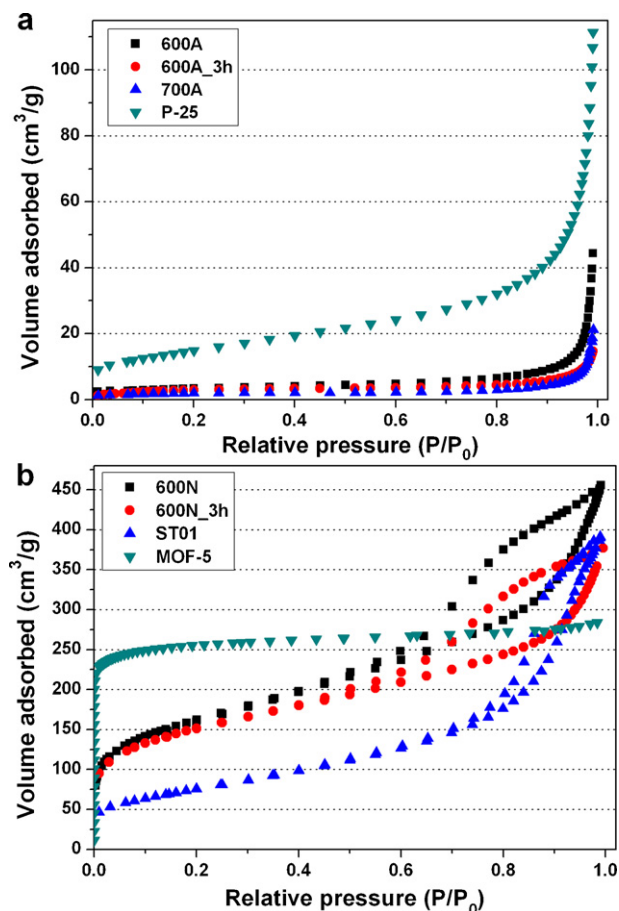 a
600A
600A_3h
700A
P-25
Volume adsorbed (cm³/g)
100
80
60
40
20
0
0.0 0.2 0.4 0.6 0.8 1.0
Relative pressure (P/P₀)
b
600N
600N_3h
ST01
MOF-5
Volume adsorbed (cm³/g)
450
400
350
300
250
200
150
100
50
0
0.0 0.2 0.4 0.6 0.8 1.0
Relative pressure (P/P₀)